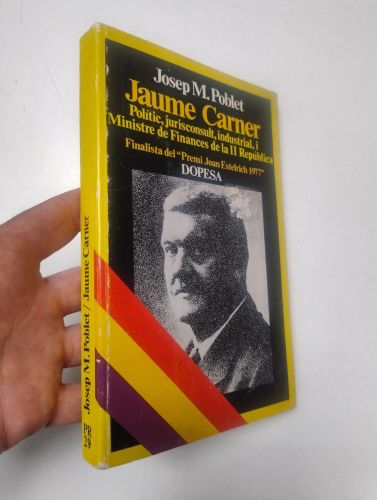 Josep M. Poblet
Jaume Carner
Polític, jurisconsult, industrial, i
Ministre de Finances de la II República
Finalista del "Premi Joan Estelrich 1977"
DOPESA
Josep M. Poblet / Jaume Carner
PR
29